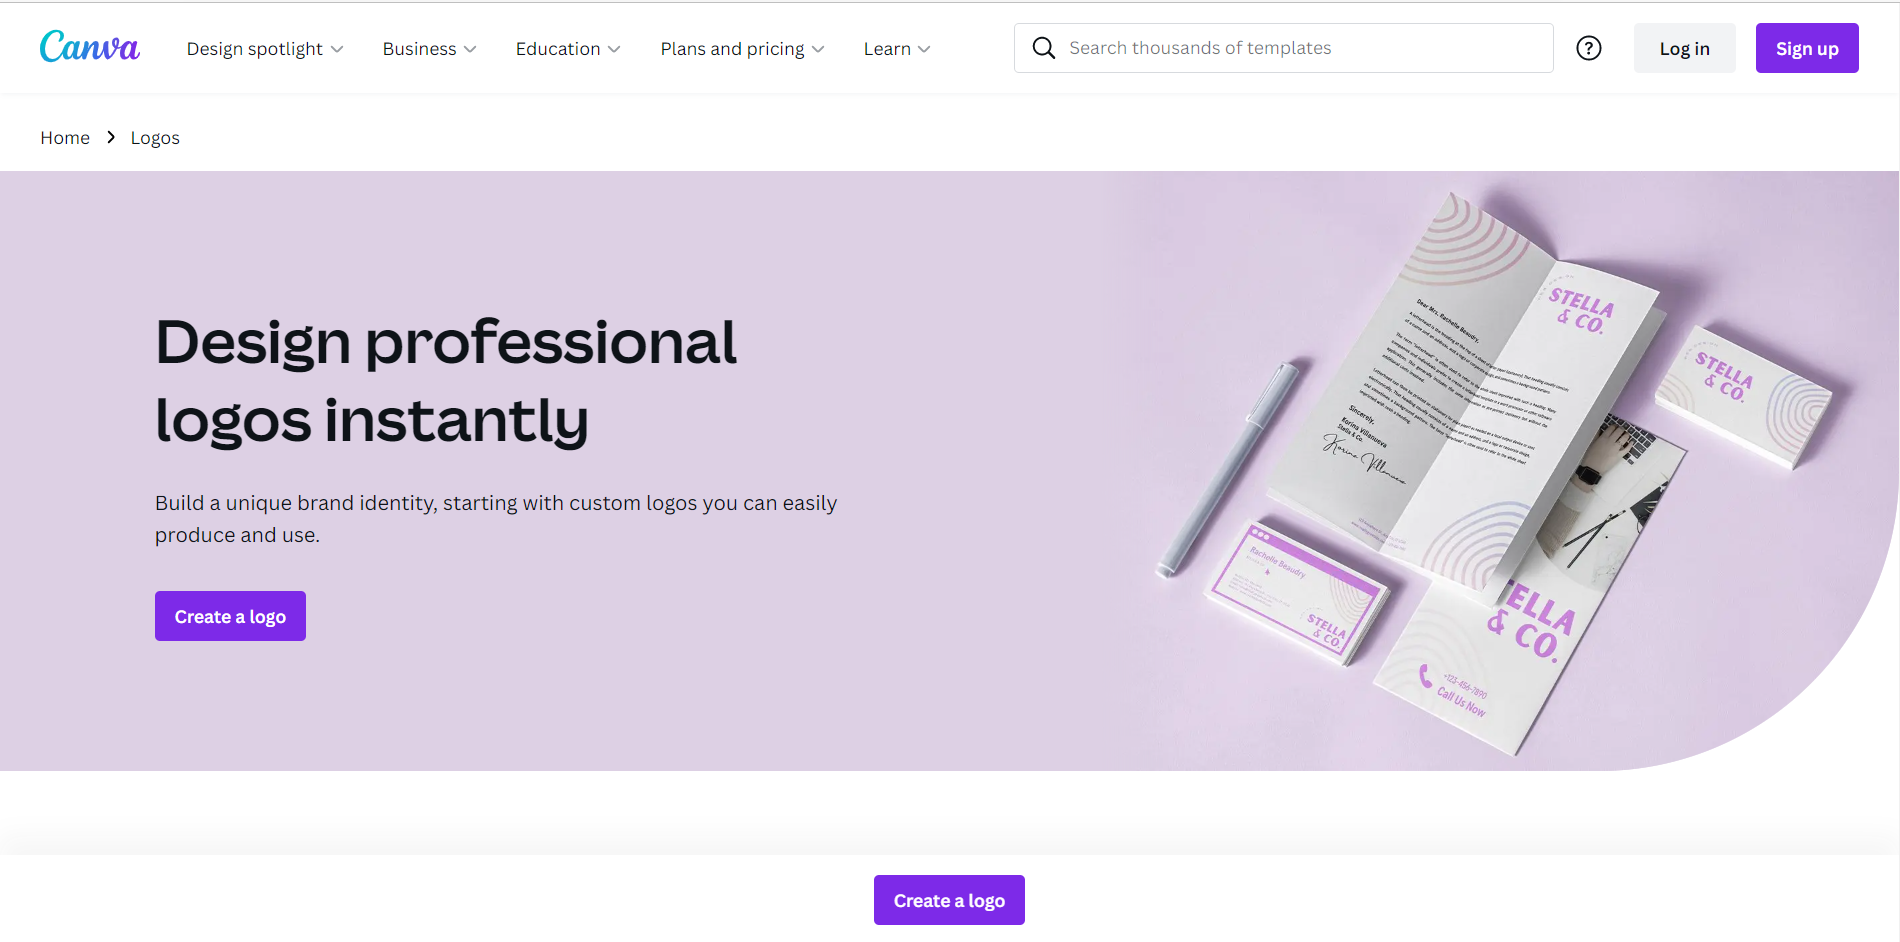 Canva
Design spotlight
Business
Education
Plans and pricing
Learn
Search thousands of templates
?
Log in
Sign up
Home
Logos
Design professional
logos instantly
Build a unique brand identity, starting with custom logos you can easily
produce and use.
Create a logo
Dear Mrs. Rachelle Beaudry,
Sincerely,
Korina Villanueva
Stella & Co.
STELLA
& CO.
STELLA
& CO.
Rachelle Beaudry
STELLA
& CO.
ELLA
& CO.
+123-456-7890
Call Us Now
Create a logo